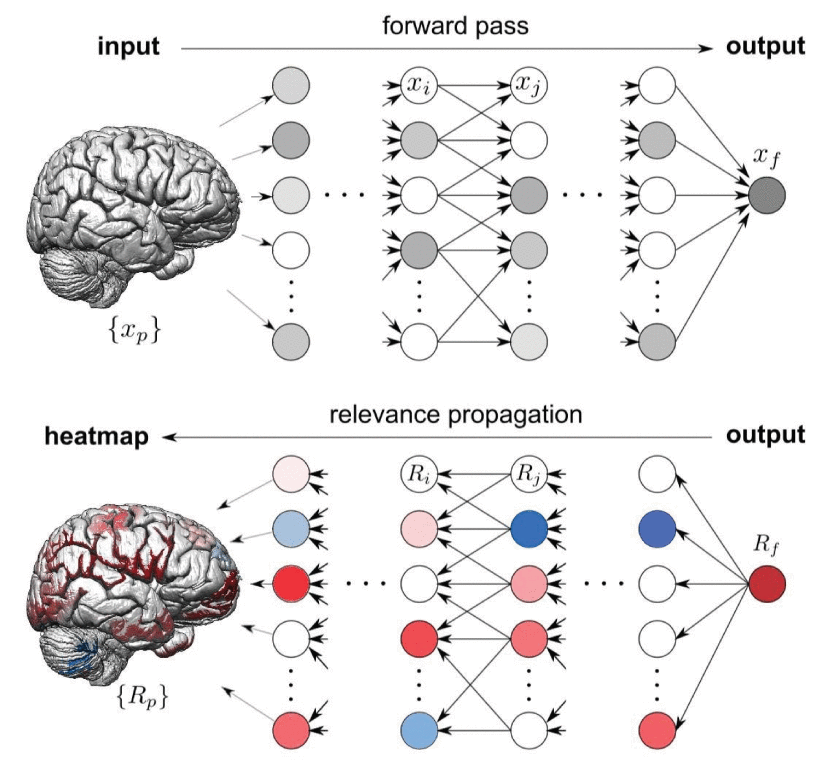 forward pass
input
output
x_i
x_j
x_f
{x_p}
relevance propagation
heatmap
output
R_i
R_j
R_f
{R_p}